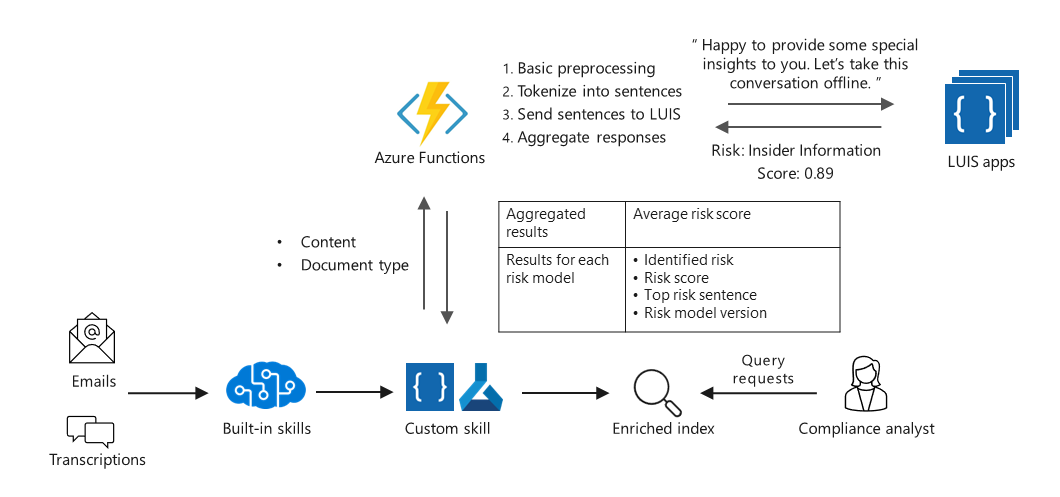 “ Happy to provide some special
insights to you. Let’s take this
conversation offline. ”
1. Basic preprocessing
2. Tokenize into sentences
3. Send sentences to LUIS
4. Aggregate responses
Azure Functions
Risk: Insider Information
Score: 0.89
{ }
LUIS apps
• Content
• Document type
Aggregated
results
Average risk score
Results for each
risk model
• Identified risk
• Risk score
• Top risk sentence
• Risk model version
@
Emails
Transcriptions
Built-in skills
{ }
Custom skill
Enriched index
Query
requests
Compliance analyst